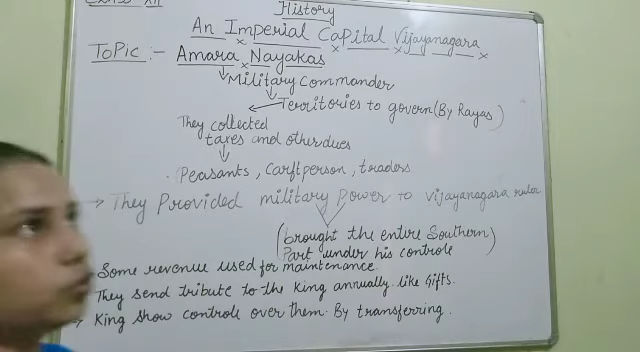 Class XII
History
An Imperial Capital Vijayanagara
Topic :- Amara Nayakas
Military Commander
Territories to govern (By Rayas)
They collected
taxes and other dues
Peasants, Carftperson, traders
→ They Provided military power to vijayanagara ruler
(brought the entire Southern
Part under his controle)
Some revenue used for maintenance.
They send tribute to the King annually like Gifts.
→ King show controle over them. By transferring.